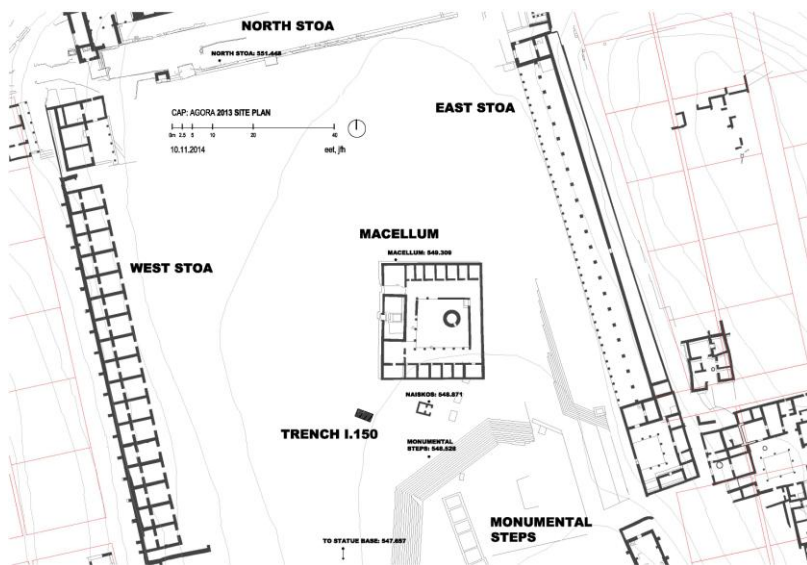 NORTH STOA
NORTH STOA: 551.448
CAP: AGORA 2013 SITE PLAN
0m 2.5 5 10 20 40
10.11.2014 eet, jfh
EAST STOA
MACELLUM
MACELLUM: 549.309
WEST STOA
NAISKOS: 548.871
TRENCH I.150
MONUMENTAL
STEPS: 548.526
MONUMENTAL
STEPS
TO STATUE BASE: 547.857